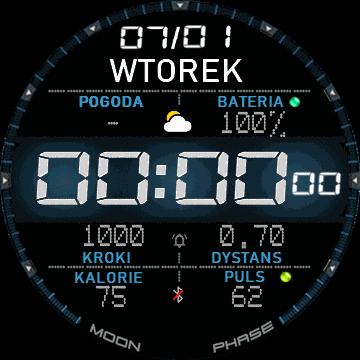 07/01
WTOREK
POGODA BATERIA
-- 100%
00:00 00
1000 0.70
KROKI DYSTANS
KALORIE PULS
75 62
MOON PHASE